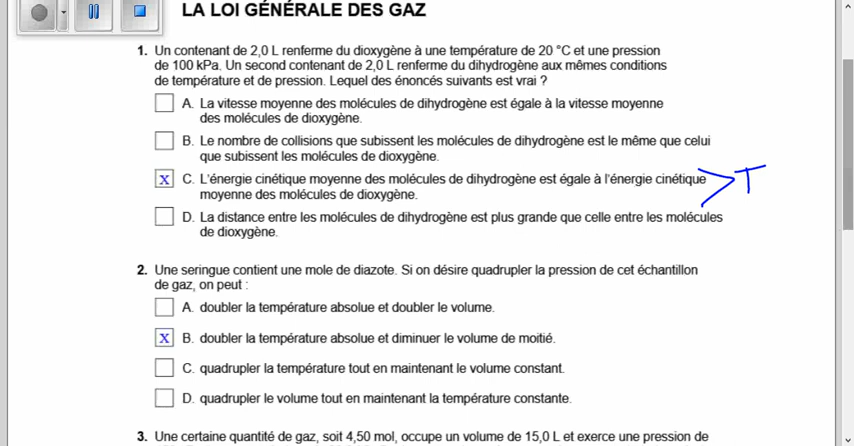 LA LOI GÉNÉRALE DES GAZ
1. Un contenant de 2,0 L renferme du dioxygène à une température de 20 °C et une pression
de 100 kPa. Un second contenant de 2,0 L renferme du dihydrogène aux mêmes conditions
de température et de pression. Lequel des énoncés suivants est vrai ?
A. La vitesse moyenne des molécules de dihydrogène est égale à la vitesse moyenne
des molécules de dioxygène.
B. Le nombre de collisions que subissent les molécules de dihydrogène est le même que celui
que subissent les molécules de dioxygène.
X C. L'énergie cinétique moyenne des molécules de dihydrogène est égale à l'énergie cinétique T
moyenne des molécules de dioxygène.
D. La distance entre les molécules de dihydrogène est plus grande que celle entre les molécules
de dioxygène.
2. Une seringue contient une mole de diazote. Si on désire quadrupler la pression de cet échantillon
de gaz, on peut :
A. doubler la température absolue et doubler le volume.
X B. doubler la température absolue et diminuer le volume de moitié.
C. quadrupler la température tout en maintenant le volume constant.
D. quadrupler le volume tout en maintenant la température constante.
3. Une certaine quantité de gaz, soit 4,50 mol, occupe un volume de 15,0 L et exerce une pression de